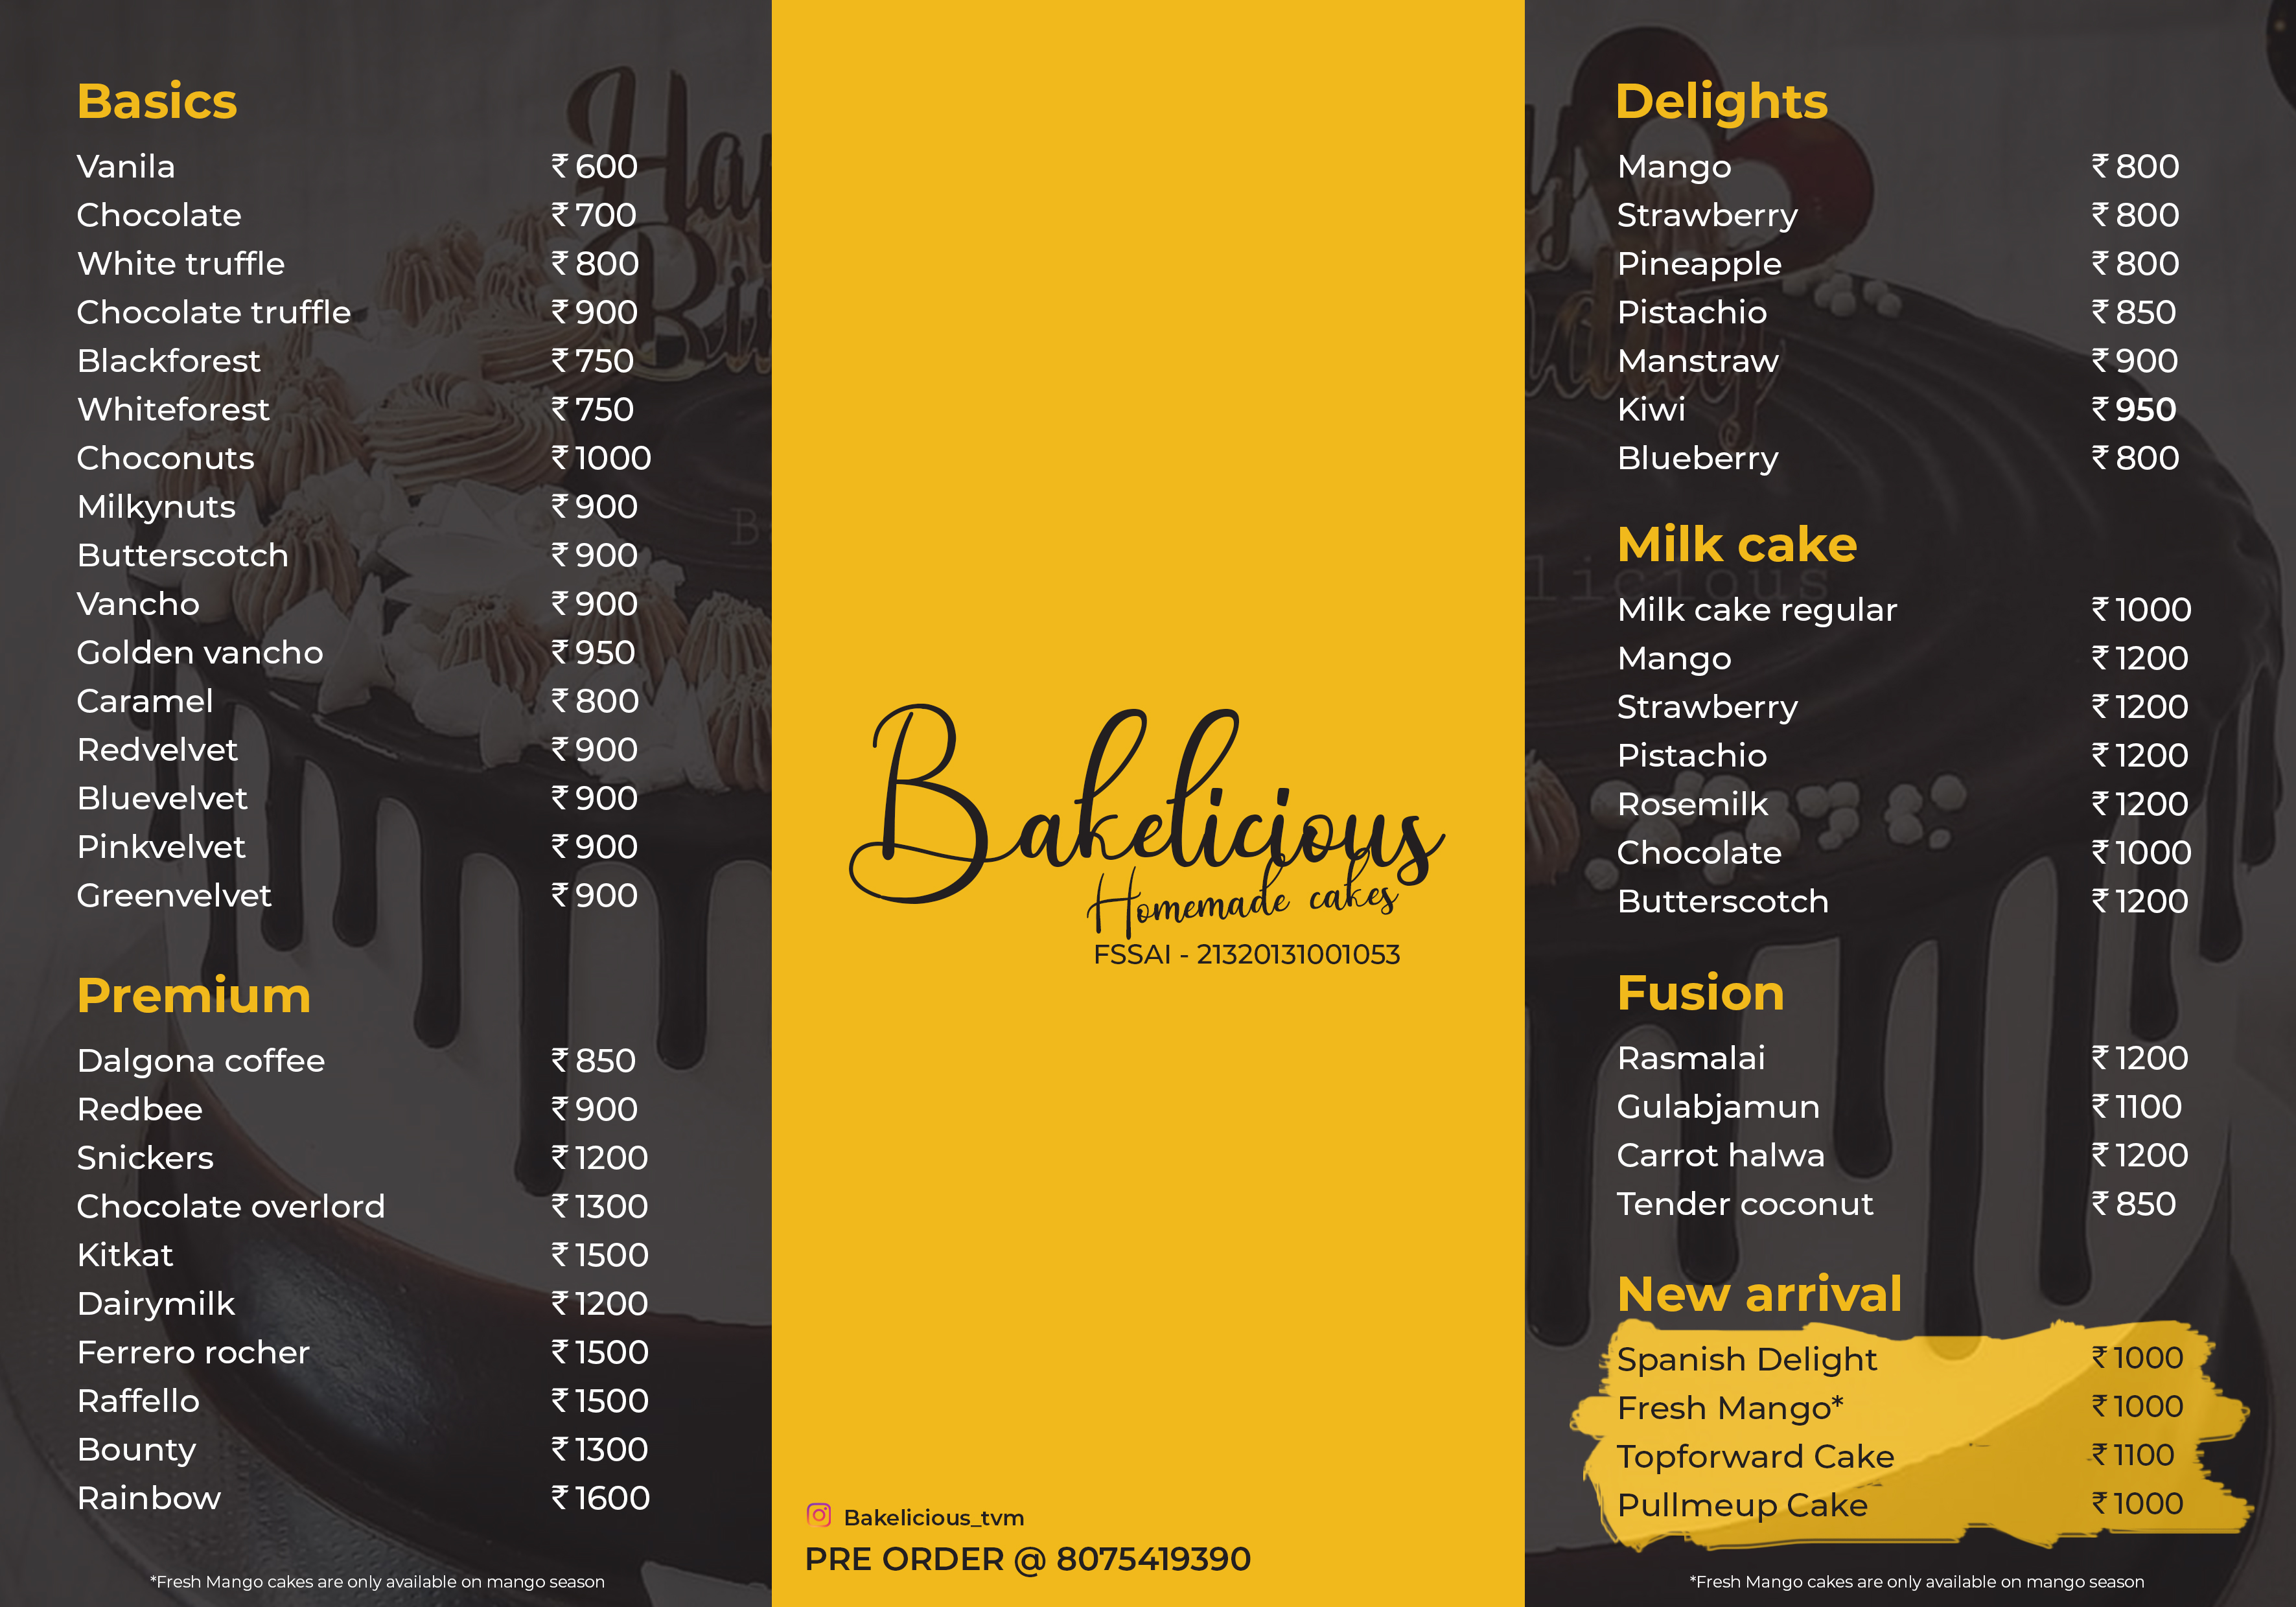 Basics
Vanila ₹ 600
Chocolate ₹ 700
White truffle ₹ 800
Chocolate truffle ₹ 900
Blackforest ₹ 750
Whiteforest ₹ 750
Choconuts ₹ 1000
Milkynuts ₹ 900
Butterscotch ₹ 900
Vancho ₹ 900
Golden vancho ₹ 950
Caramel ₹ 800
Redvelvet ₹ 900
Bluevelvet ₹ 900
Pinkvelvet ₹ 900
Greenvelvet ₹ 900
Premium
Dalgona coffee ₹ 850
Redbee ₹ 900
Snickers ₹ 1200
Chocolate overlord ₹ 1300
Kitkat ₹ 1500
Dairymilk ₹ 1200
Ferrero rocher ₹ 1500
Raffello ₹ 1500
Bounty ₹ 1300
Rainbow ₹ 1600
*Fresh Mango cakes are only available on mango season
Bakelicious
Homemade cakes
FSSAI - 21320131001053
Bakelicious_tvm
PRE ORDER @ 8075419390
Delights
Mango ₹ 800
Strawberry ₹ 800
Pineapple ₹ 800
Pistachio ₹ 850
Manstraw ₹ 900
Kiwi ₹ 950
Blueberry ₹ 800
Milk cake
Milk cake regular ₹ 1000
Mango ₹ 1200
Strawberry ₹ 1200
Pistachio ₹ 1200
Rosemilk ₹ 1200
Chocolate ₹ 1000
Butterscotch ₹ 1200
Fusion
Rasmalai ₹ 1200
Gulabjamun ₹ 1100
Carrot halwa ₹ 1200
Tender coconut ₹ 850
New arrival
Spanish Delight ₹ 1000
Fresh Mango* ₹ 1000
Topforward Cake ₹ 1100
Pullmeup Cake ₹ 1000
*Fresh Mango cakes are only available on mango season